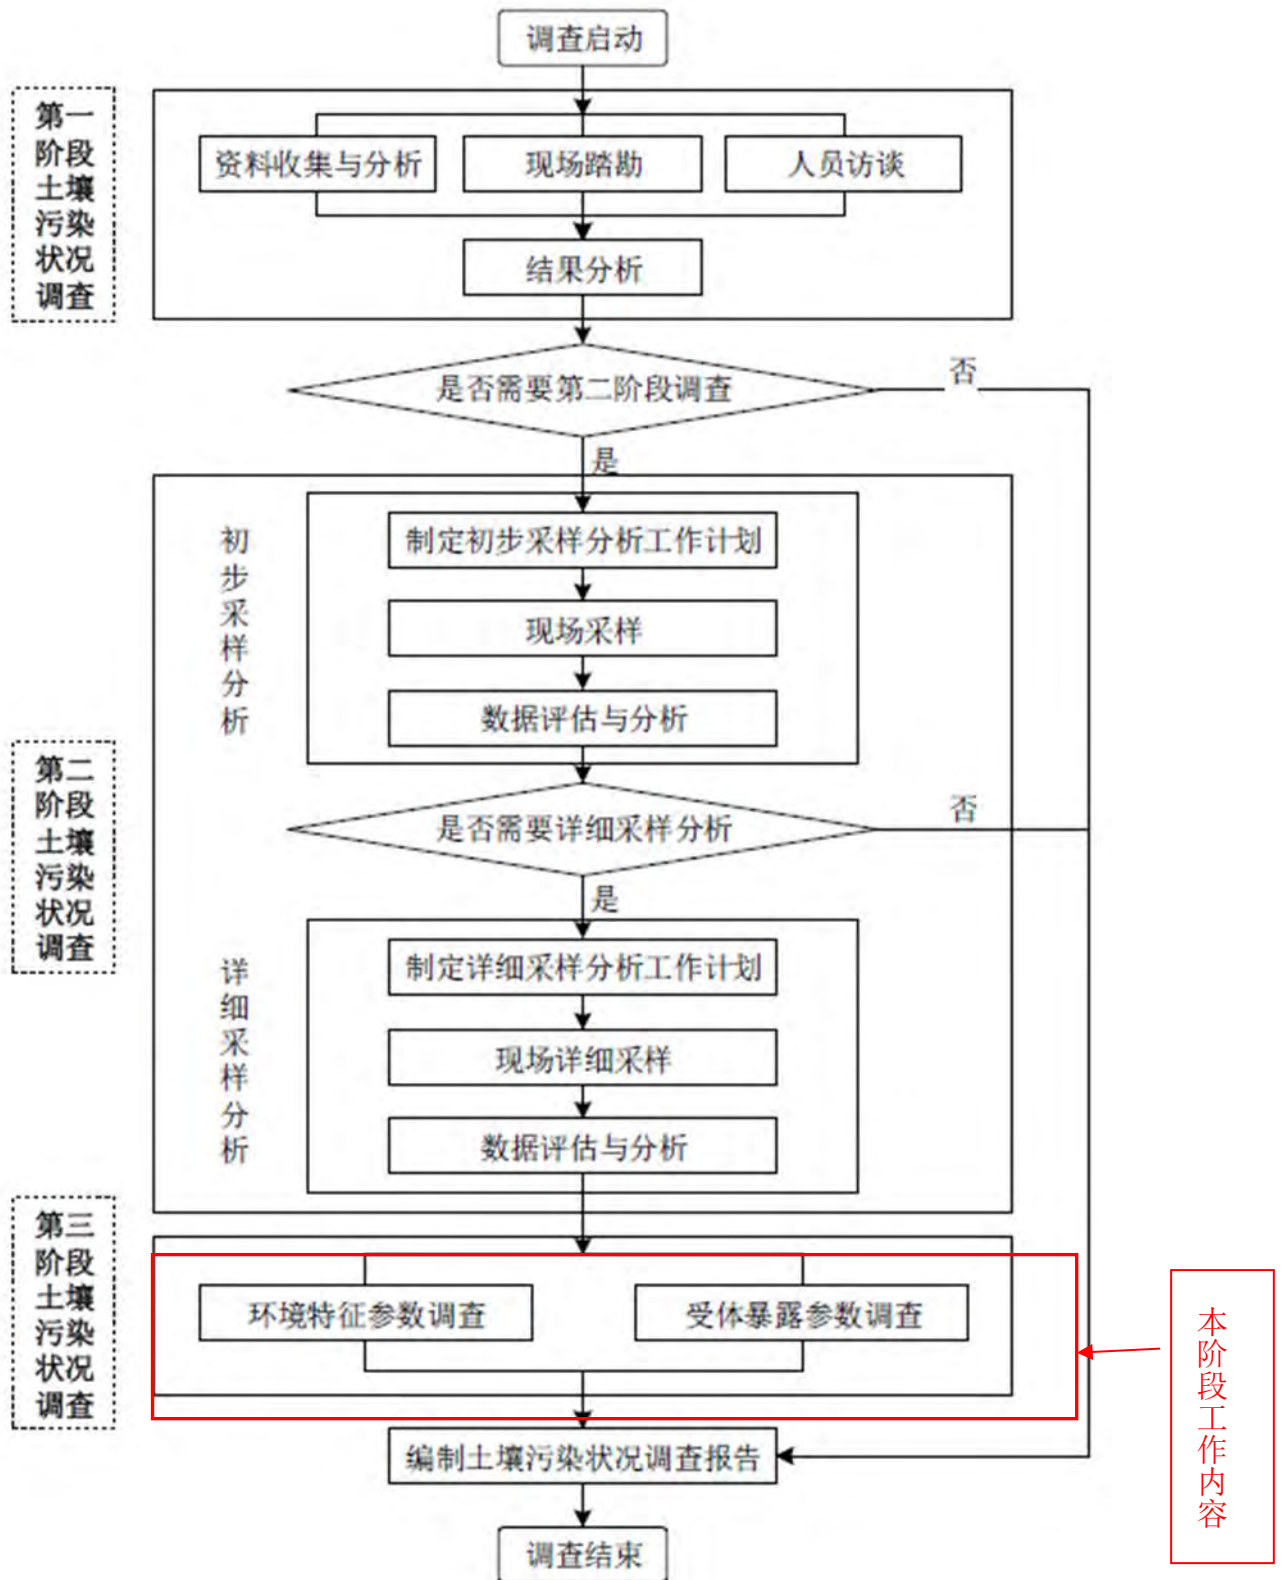 调查启动
第一
阶段
土壤
污染
状况
调查
资料收集与分析
现场踏勘
人员访谈
结果分析
是否需要第二阶段调查
否
是
初步采样分析
制定初步采样分析工作计划
现场采样
数据评估与分析
第二
阶段
土壤
污染
状况
调查
是否需要详细采样分析
否
是
详细采样分析
制定详细采样分析工作计划
现场详细采样
数据评估与分析
第三
阶段
土壤
污染
状况
调查
环境特征参数调查
受体暴露参数调查
本阶段工作内容
编制土壤污染状况调查报告
调查结束